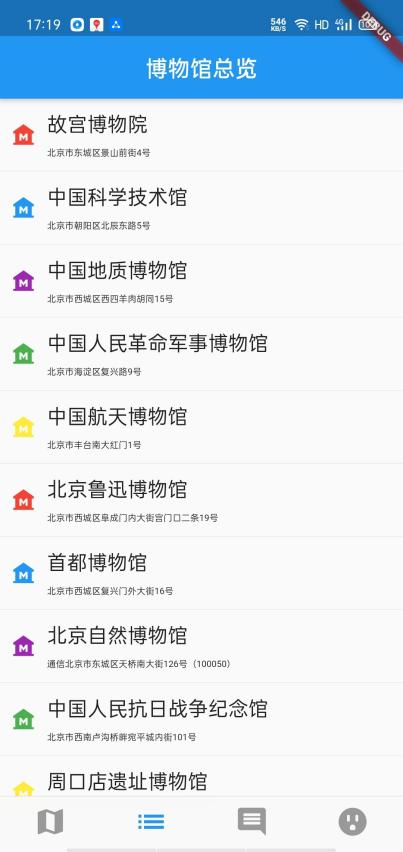 17:19
546 KB/S
HD
4G
DEBUG
博物馆总览
故宫博物院
北京市东城区景山前街4号
中国科学技术馆
北京市朝阳区北辰东路5号
中国地质博物馆
北京市西城区西四羊肉胡同15号
中国人民革命军事博物馆
北京市海淀区复兴路9号
中国航天博物馆
北京市丰台南大红门1号
北京鲁迅博物馆
北京市西城区阜成门内大街宫门口二条19号
首都博物馆
北京市西城区复兴门外大街16号
北京自然博物馆
通信北京市东城区天桥南大街126号（100050）
中国人民抗日战争纪念馆
北京市西南卢沟桥畔宛平城内街101号
周口店遗址博物馆